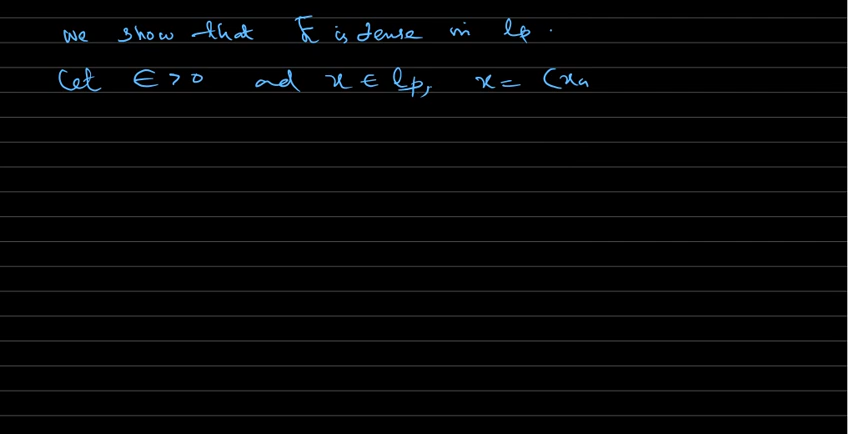 we show that E is dense in lp.
Let ∈ > 0 and x ∈ lp, x = (xn